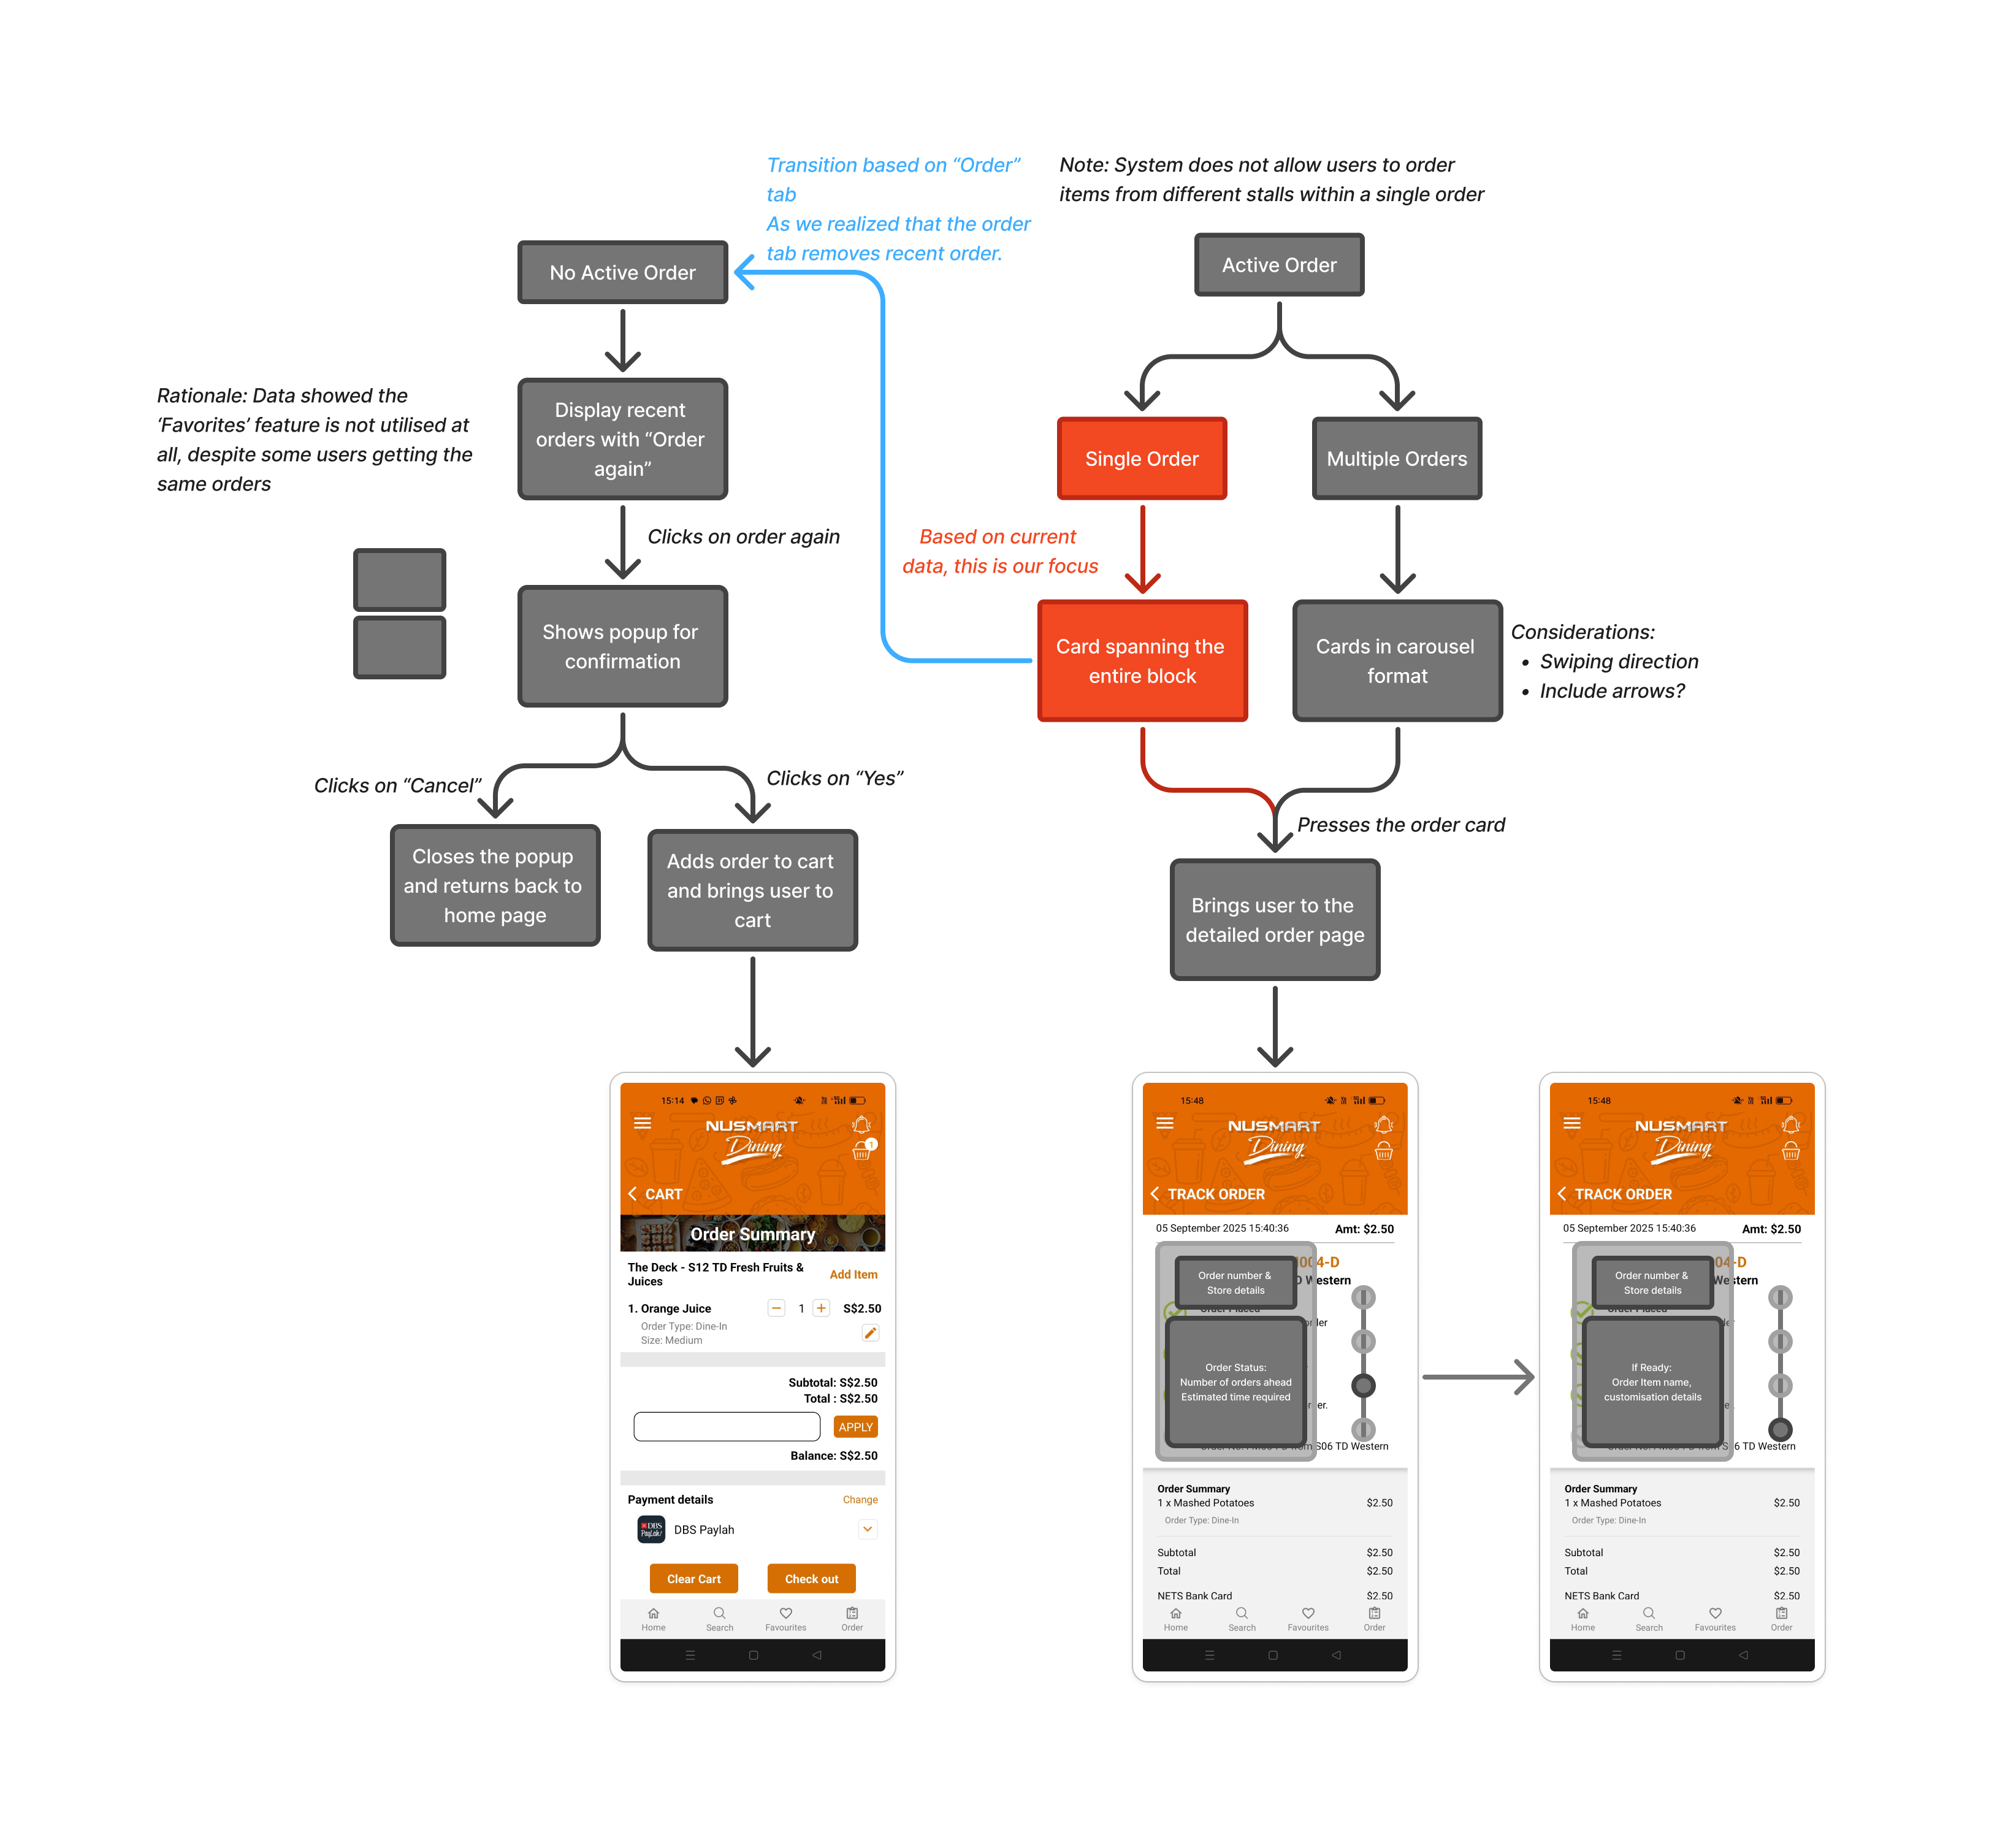 Transition based on “Order”
tab
As we realized that the order
tab removes recent order.
Note: System does not allow users to order
items from different stalls within a single order
No Active Order
Active Order
Rationale: Data showed the
‘Favorites’ feature is not utilised at
all, despite some users getting the
same orders
Display recent
orders with “Order
again”
Single Order
Multiple Orders
Clicks on order again
Based on current
data, this is our focus
Shows popup for
confirmation
Card spanning the
entire block
Cards in carousel
format
Considerations:
• Swiping direction
• Include arrows?
Clicks on “Cancel”
Clicks on “Yes”
Presses the order card
Closes the popup
and returns back to
home page
Adds order to cart
and brings user to
cart
Brings user to the
detailed order page
15:14
NUSMART
Dining
1
CART
Order Summary
The Deck - S12 TD Fresh Fruits &
Juices
Add Item
1. Orange Juice
1
S$2.50
Order Type: Dine-In
Size: Medium
Subtotal: S$2.50
Total : S$2.50
APPLY
Balance: S$2.50
Payment details
Change
DBS
PayLah!
DBS Paylah
Clear Cart
Check out
Home
Search
Favourites
Order
15:48
NUSMART
Dining
TRACK ORDER
05 September 2025 15:40:36
Amt: $2.50
04-D
Western
Order number &
Store details
Order Status:
Number of orders ahead
Estimated time required
S06 TD Western
Order Summary
1 x Mashed Potatoes
$2.50
Order Type: Dine-In
Subtotal
$2.50
Total
$2.50
NETS Bank Card
$2.50
Home
Search
Favourites
Order
15:48
NUSMART
Dining
TRACK ORDER
05 September 2025 15:40:36
Amt: $2.50
04-D
Western
Order number &
Store details
If Ready:
Order Item name,
customisation details
6 TD Western
Order Summary
1 x Mashed Potatoes
$2.50
Order Type: Dine-In
Subtotal
$2.50
Total
$2.50
NETS Bank Card
$2.50
Home
Search
Favourites
Order